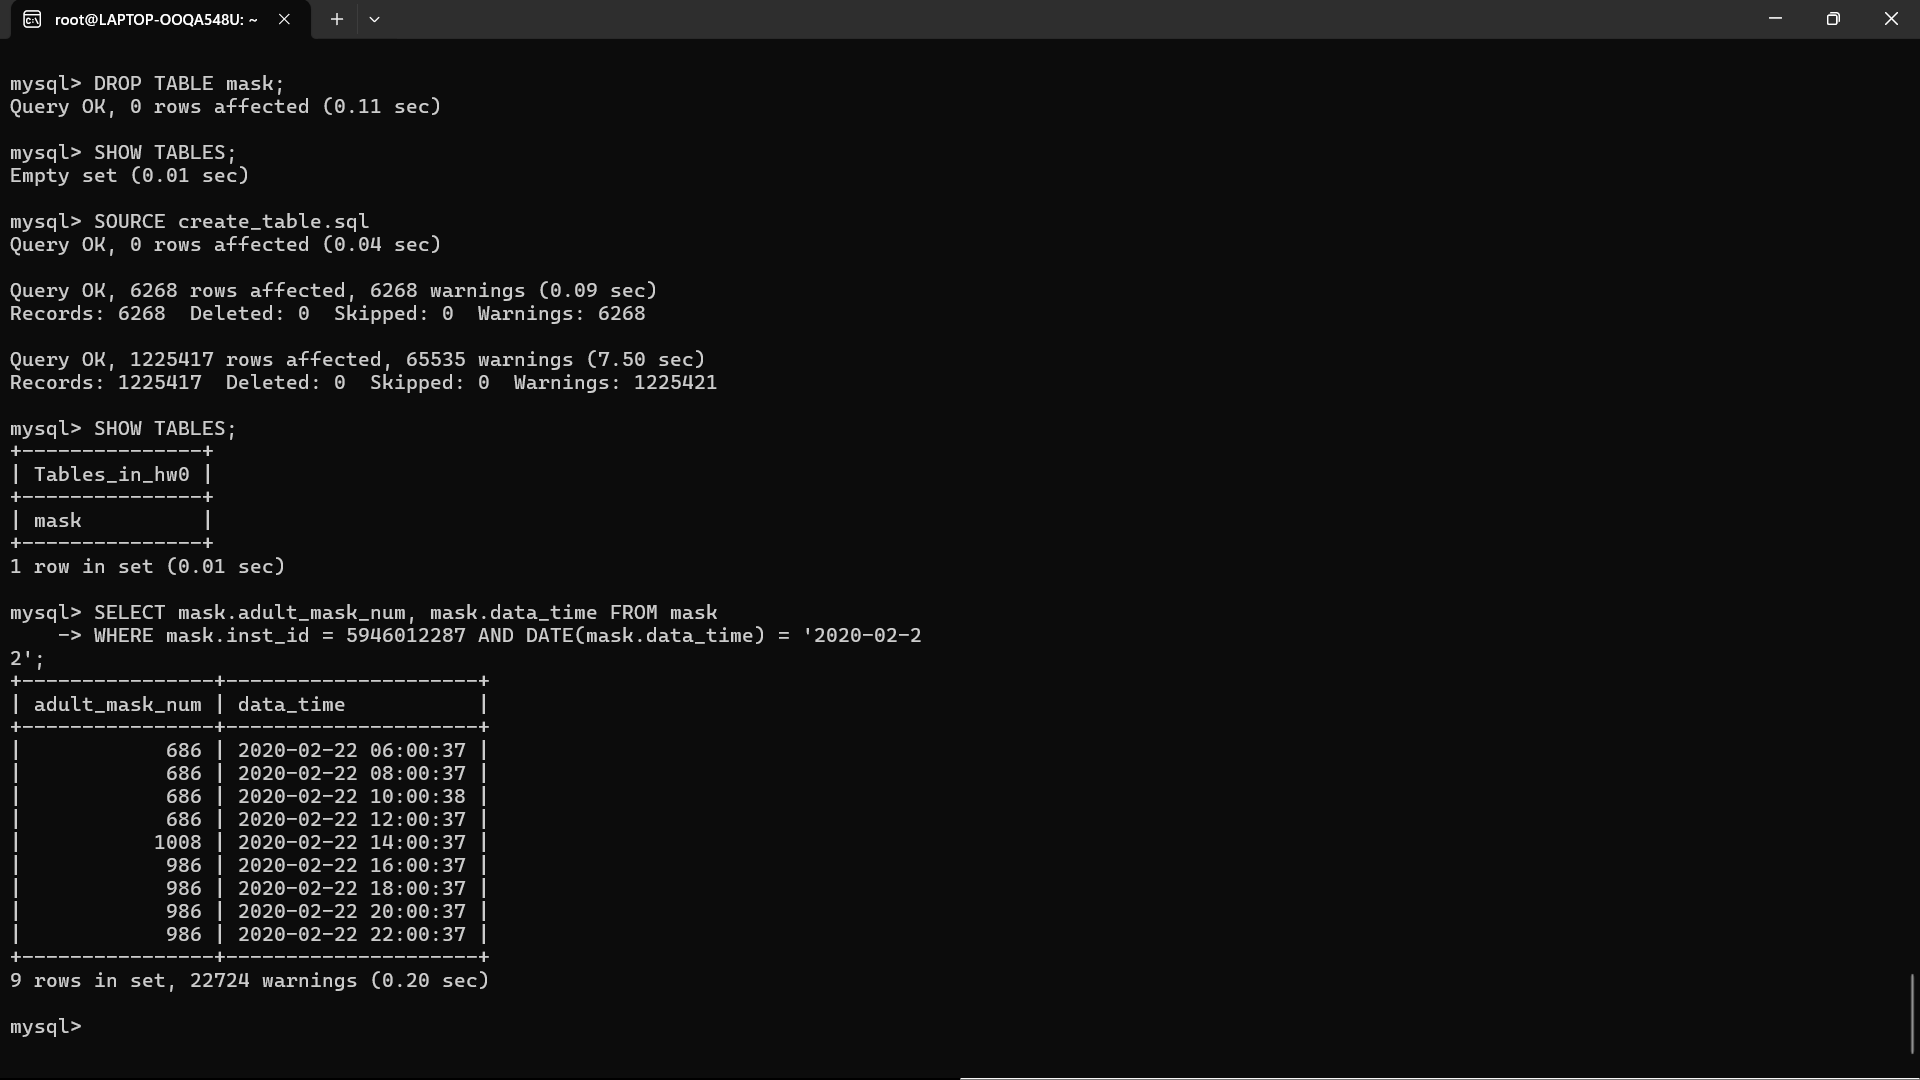 root@LAPTOP-OOQA548U: ~
mysql> DROP TABLE mask;
Query OK, 0 rows affected (0.11 sec)
mysql> SHOW TABLES;
Empty set (0.01 sec)
mysql> SOURCE create_table.sql
Query OK, 0 rows affected (0.04 sec)
Query OK, 6268 rows affected, 6268 warnings (0.09 sec)
Records: 6268  Deleted: 0  Skipped: 0  Warnings: 6268
Query OK, 1225417 rows affected, 65535 warnings (7.50 sec)
Records: 1225417  Deleted: 0  Skipped: 0  Warnings: 1225421
mysql> SHOW TABLES;
+---------------+
| Tables_in_hw0 |
+---------------+
| mask          |
+---------------+
1 row in set (0.01 sec)
mysql> SELECT mask.adult_mask_num, mask.data_time FROM mask
    -> WHERE mask.inst_id = 5946012287 AND DATE(mask.data_time) = '2020-02-2
2';
+----------------+---------------------+
| adult_mask_num | data_time           |
+----------------+---------------------+
|            686 | 2020-02-22 06:00:37 |
|            686 | 2020-02-22 08:00:37 |
|            686 | 2020-02-22 10:00:38 |
|            686 | 2020-02-22 12:00:37 |
|           1008 | 2020-02-22 14:00:37 |
|            986 | 2020-02-22 16:00:37 |
|            986 | 2020-02-22 18:00:37 |
|            986 | 2020-02-22 20:00:37 |
|            986 | 2020-02-22 22:00:37 |
+----------------+---------------------+
9 rows in set, 22724 warnings (0.20 sec)
mysql>